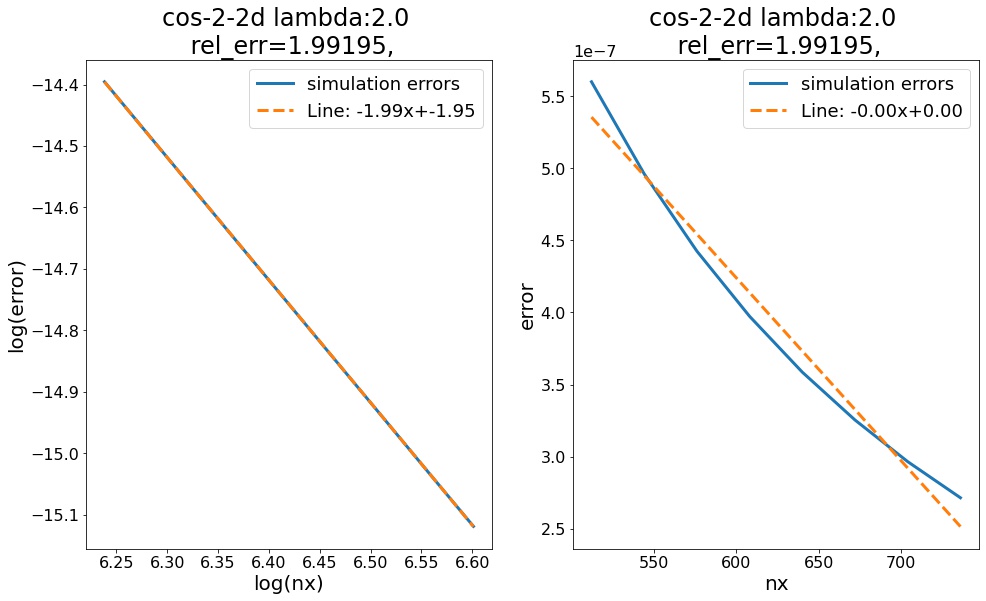 cos-2-2d lambda:2.0
rel_err=1.99195,
simulation errors
Line: -1.99x+-1.95
−14.4
−14.5
−14.6
−14.7
−14.8
−14.9
−15.0
−15.1
log(error)
6.25 6.30 6.35 6.40 6.45 6.50 6.55 6.60
log(nx)
cos-2-2d lambda:2.0
rel_err=1.99195,
1e−7
simulation errors
Line: -0.00x+0.00
5.5
5.0
4.5
4.0
3.5
3.0
2.5
error
550 600 650 700
nx